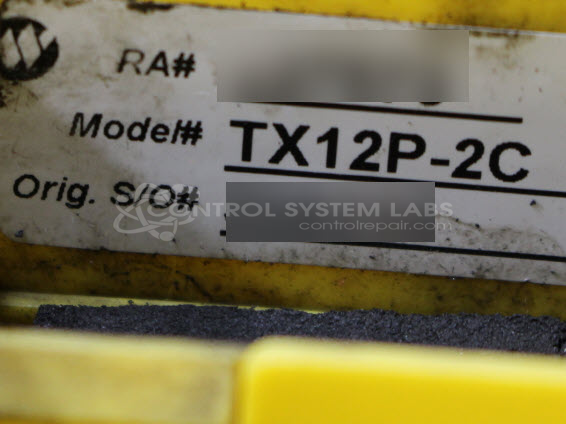 RA#
Model# TX12P-2C
Orig. S/O#
CONTROL SYSTEM LABS
controlrepair.com